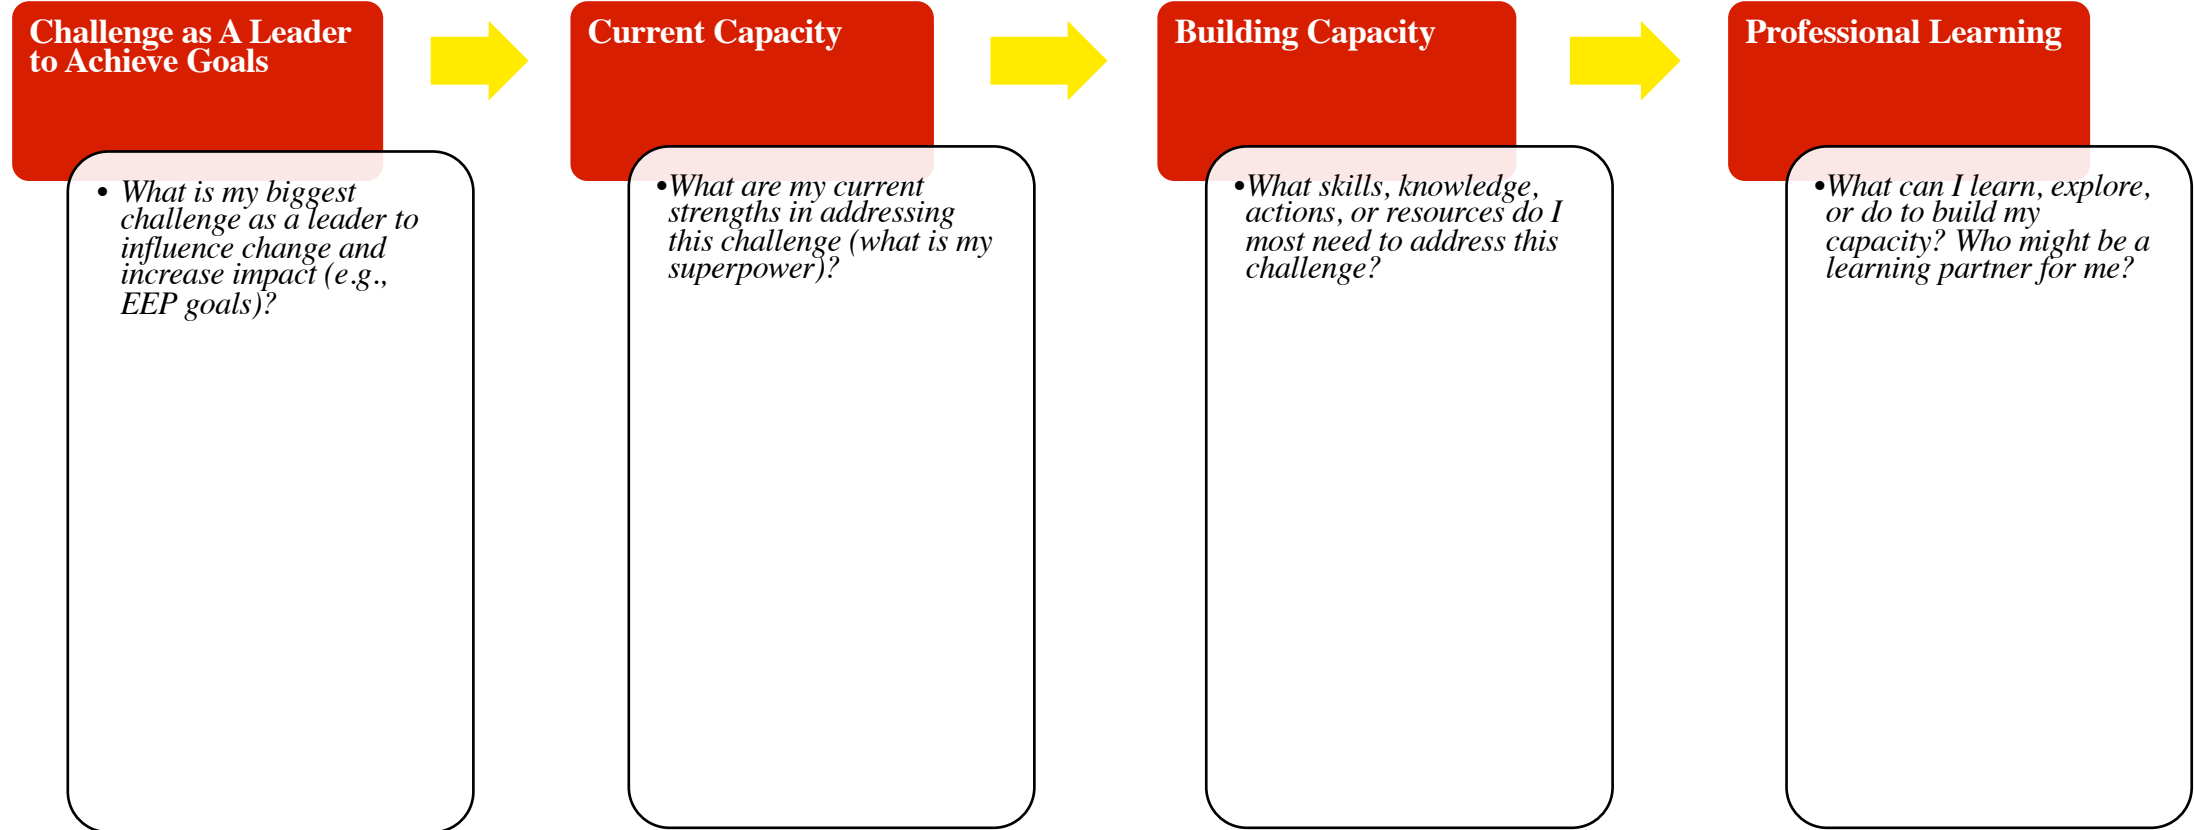 Challenge as A Leader
to Achieve Goals
• What is my biggest
challenge as a leader to
influence change and
increase impact (e.g.,
EEP goals)?
Current Capacity
•What are my current
strengths in addressing
this challenge (what is my
superpower)?
Building Capacity
•What skills, knowledge,
actions, or resources do I
most need to address this
challenge?
Professional Learning
•What can I learn, explore,
or do to build my
capacity? Who might be a
learning partner for me?